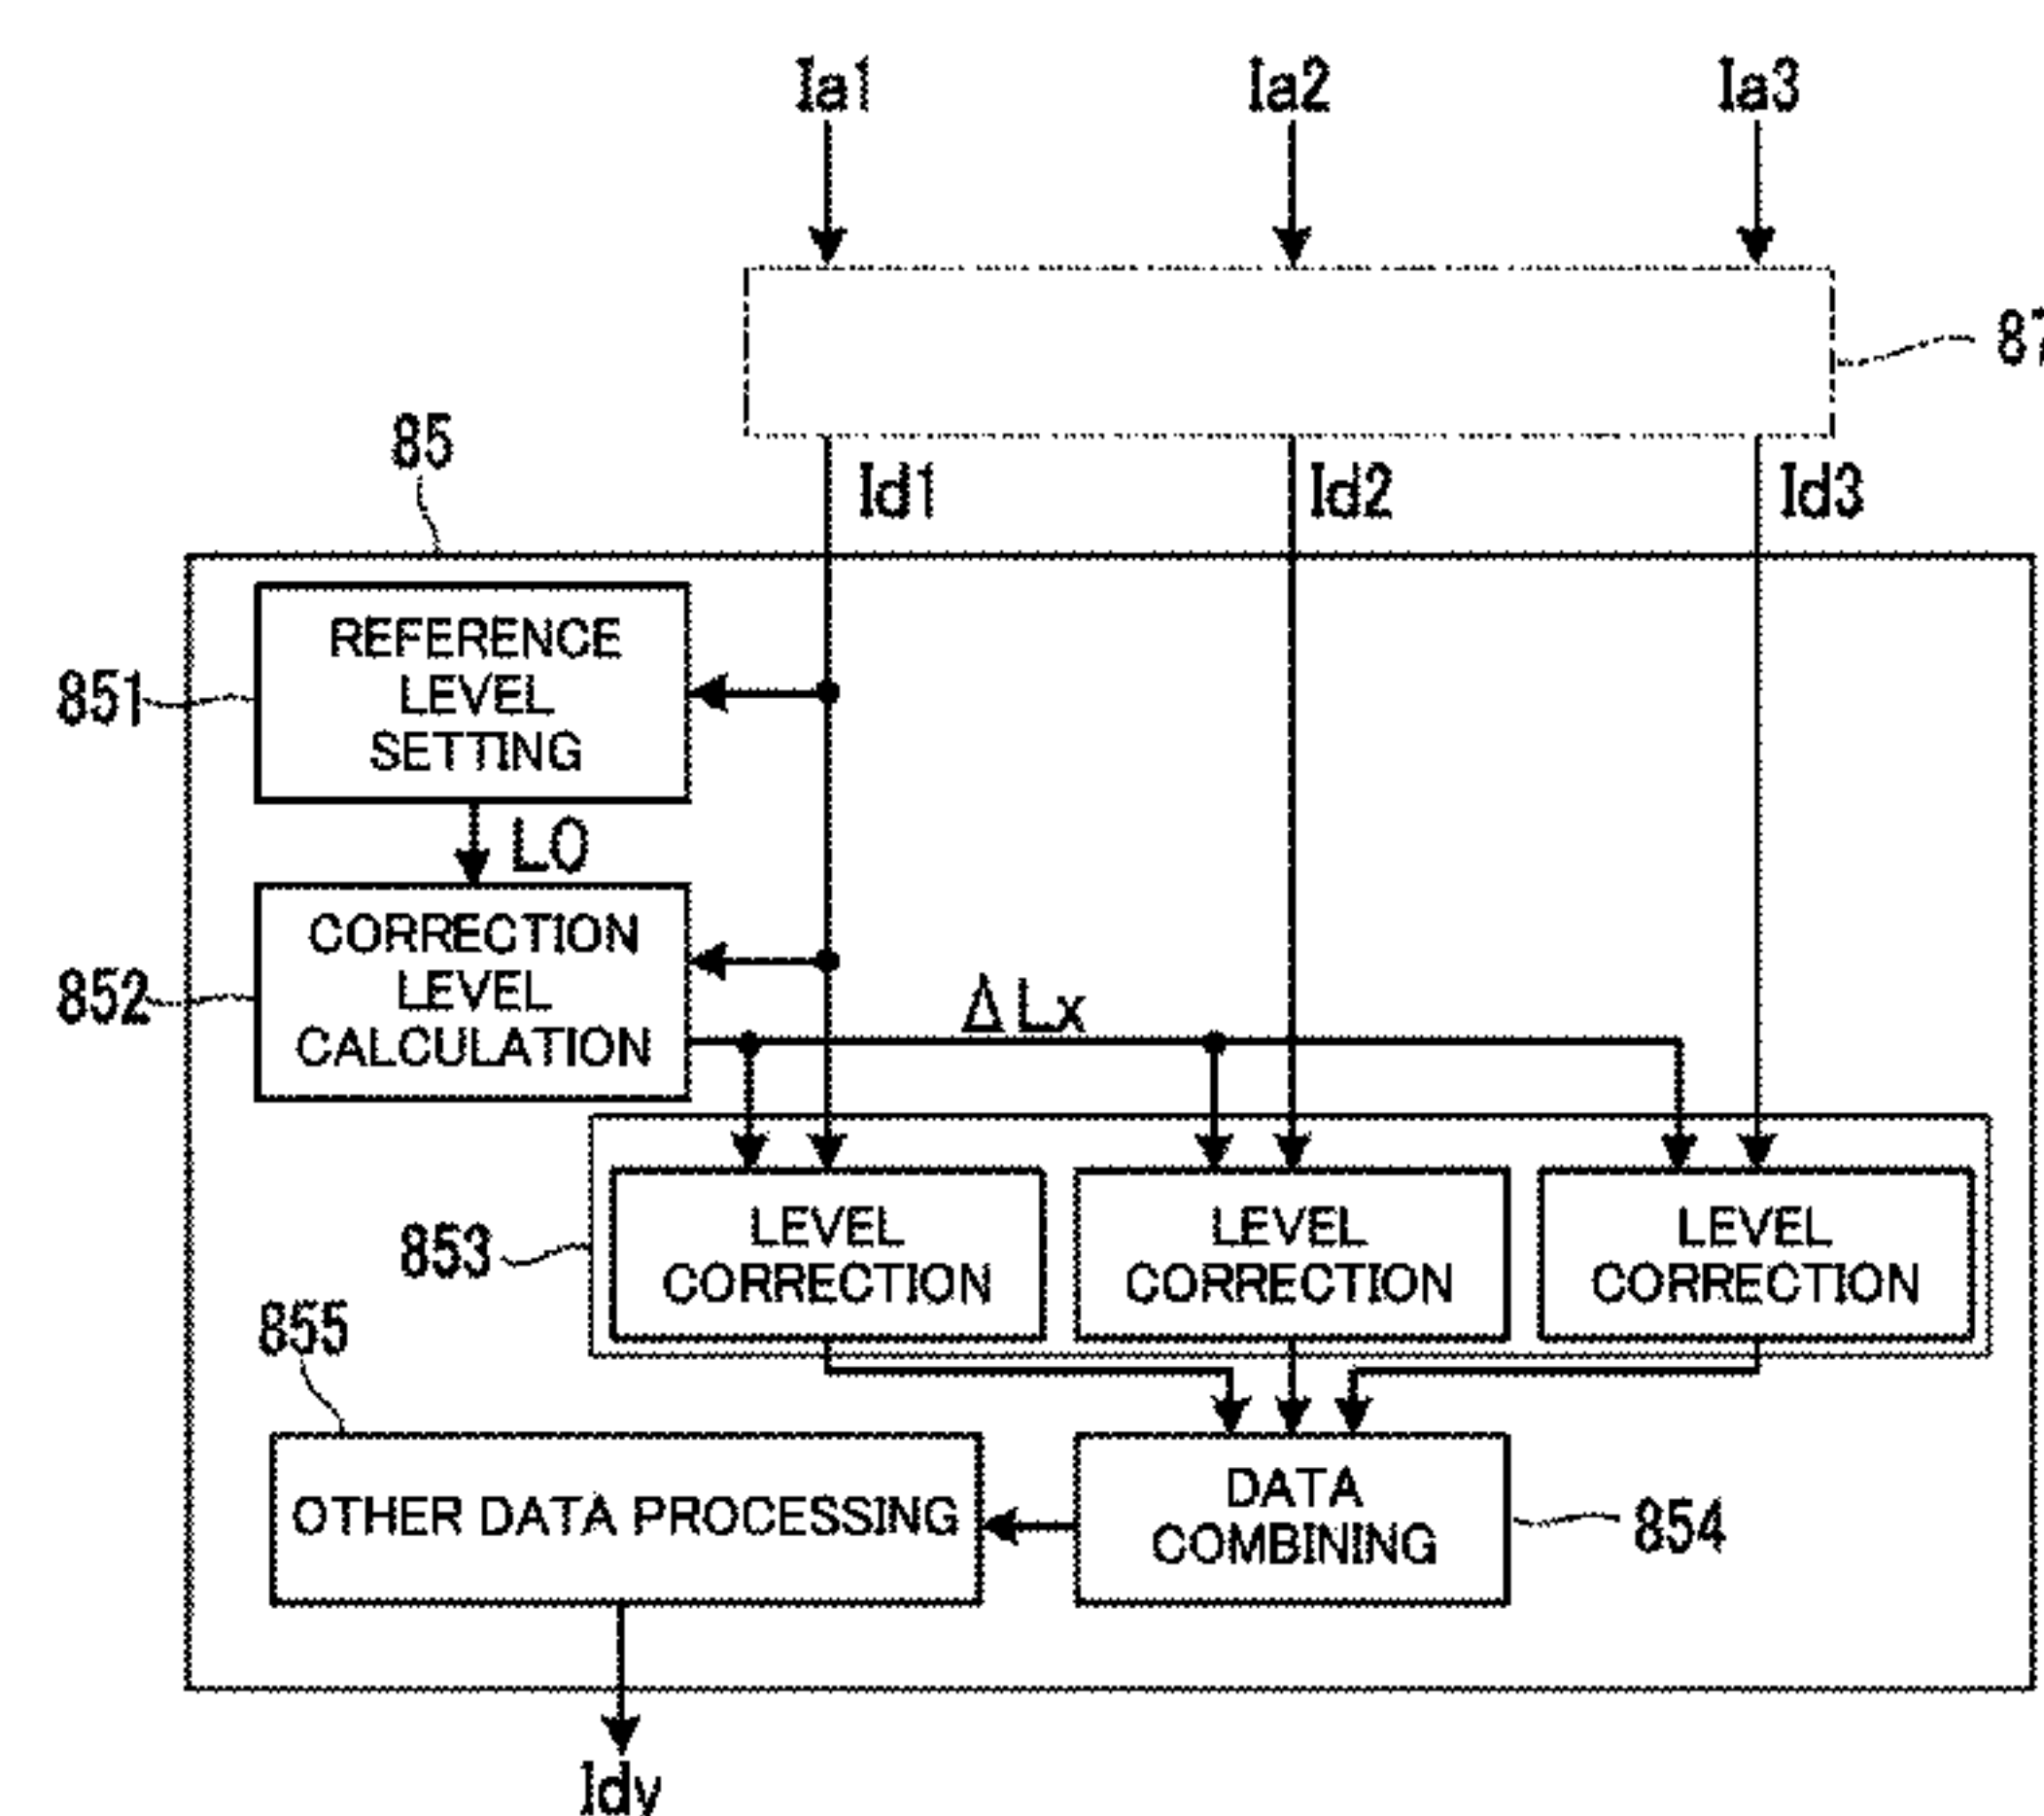 Ia1 Ia2 Ia3
87
85
Id1 Id2 Id3
REFERENCE
LEVEL
SETTING
851
L0
CORRECTION
LEVEL
CALCULATION
852
ΔLx
853
LEVEL
CORRECTION
LEVEL
CORRECTION
LEVEL
CORRECTION
855
OTHER DATA PROCESSING
DATA
COMBINING
854
Idy